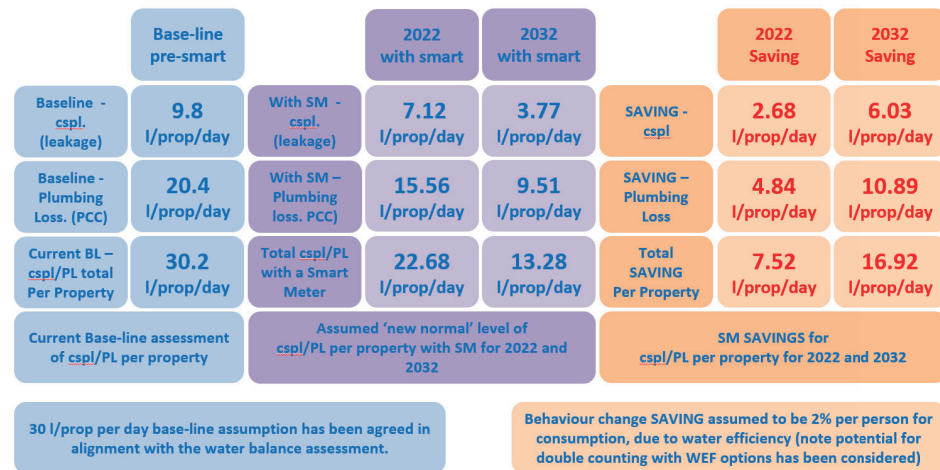 Base-line
pre-smart
2022
with smart
2032
with smart
2022
Saving
2032
Saving
Baseline -
cspl.
(leakage)
9.8
l/prop/day
With SM -
cspl.
(leakage)
7.12
l/prop/day
3.77
l/prop/day
SAVING -
cspl
2.68
l/prop/day
6.03
l/prop/day
Baseline -
Plumbing
Loss. (PCC)
20.4
l/prop/day
With SM –
Plumbing
loss. PCC)
15.56
l/prop/day
9.51
l/prop/day
SAVING –
Plumbing
Loss
4.84
l/prop/day
10.89
l/prop/day
Current BL –
cspl/PL total
Per Property
30.2
l/prop/day
Total cspl/PL
with a Smart
Meter
22.68
l/prop/day
13.28
l/prop/day
Total
SAVING
Per Property
7.52
l/prop/day
16.92
l/prop/day
Current Base-line assessment
of cspl/PL per property
Assumed ‘new normal’ level of
cspl/PL per property with SM for 2022 and
2032
SM SAVINGS for
cspl/PL per property for 2022 and 2032
30 l/prop per day base-line assumption has been agreed in
alignment with the water balance assessment.
Behaviour change SAVING assumed to be 2% per person for
consumption, due to water efficiency (note potential for
double counting with WEF options has been considered)